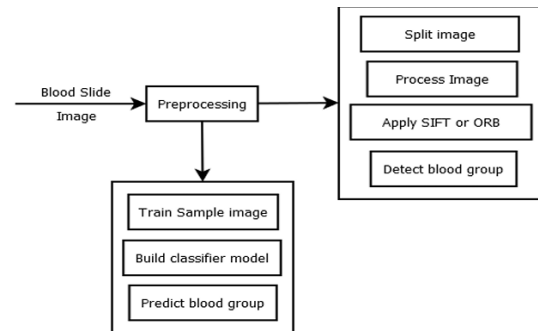 Blood Slide
Image
Preprocessing
Split image
Process Image
Apply SIFT or ORB
Detect blood group
Train Sample image
Build classifier model
Predict blood group